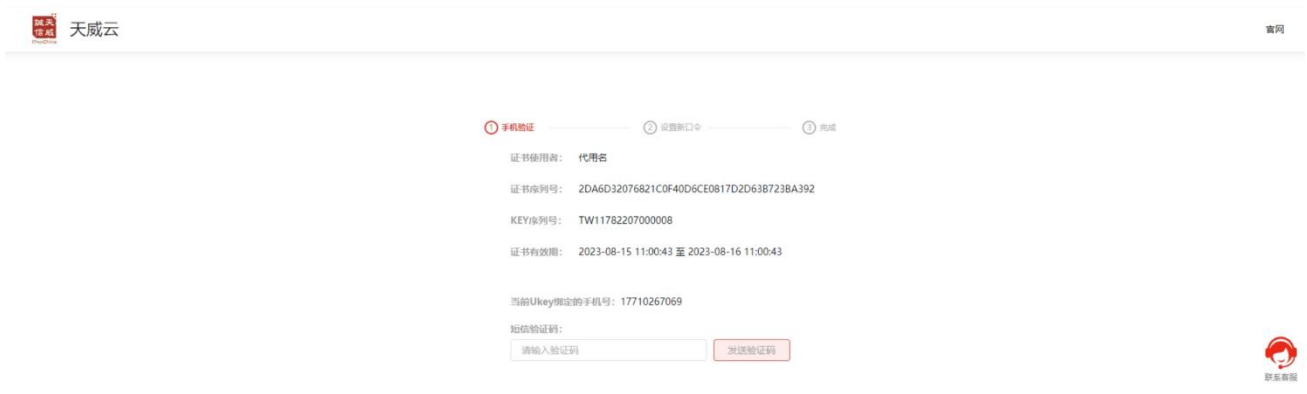 天威云
官网
1 手机验证 2 设置新口令 3 完成
证书使用者： 代用名
证书序列号： 2DA6D32076821C0F40D6CE0817D2D63B723BA392
KEY序列号： TW11782207000008
证书有效期： 2023-08-15 11:00:43 至 2023-08-16 11:00:43
当前Ukey绑定的手机号：17710267069
短信验证码：
请输入验证码 发送验证码
联系客服